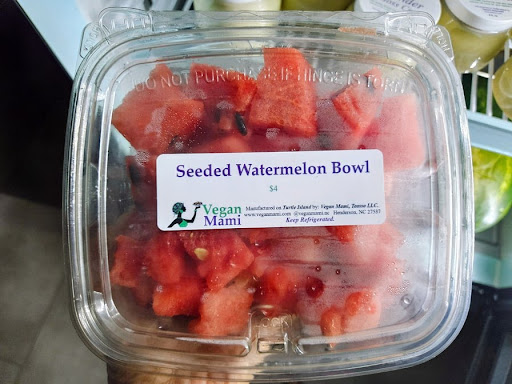 DO NOT PURCHASE IF HINGE IS TORN
Seeded Watermelon Bowl
$4
Vegan
Mami
Manufactured on Turtle Island by: Vegan Mami, Tomoe LLC.
www.veganmami.com @veganmami.nc Henderson, NC 27537
Keep Refrigerated.